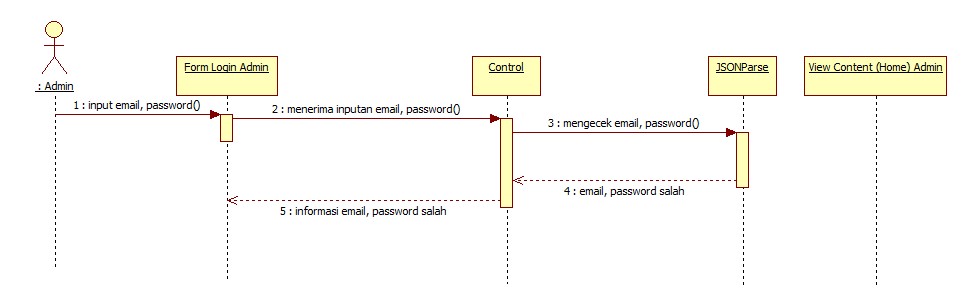 : Admin
Form Login Admin
Control
JSONParse
View Content (Home) Admin
1 : input email, password()
2 : menerima inputan email, password()
3 : mengecek email, password()
4 : email, password salah
5 : informasi email, password salah